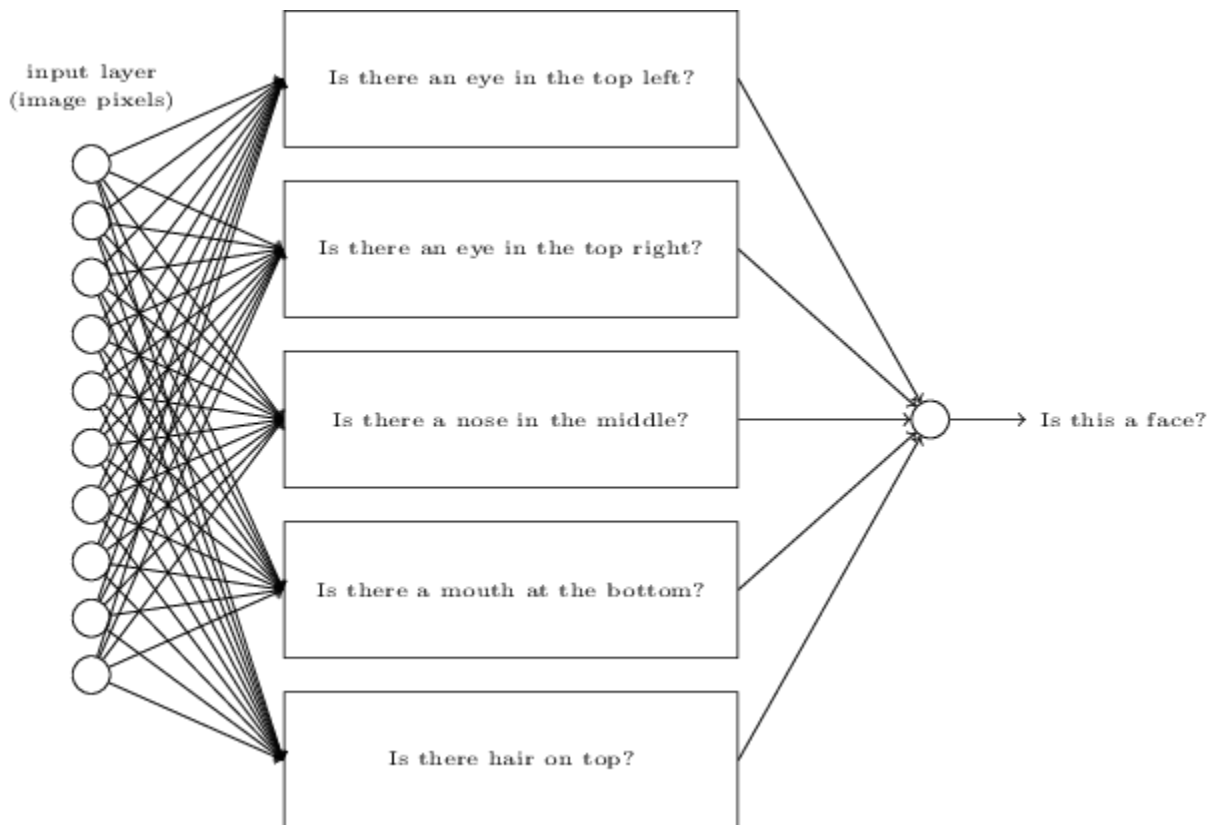 input layer
(image pixels)
Is there an eye in the top left?
Is there an eye in the top right?
Is there a nose in the middle?
Is there a mouth at the bottom?
Is there hair on top?
Is this a face?